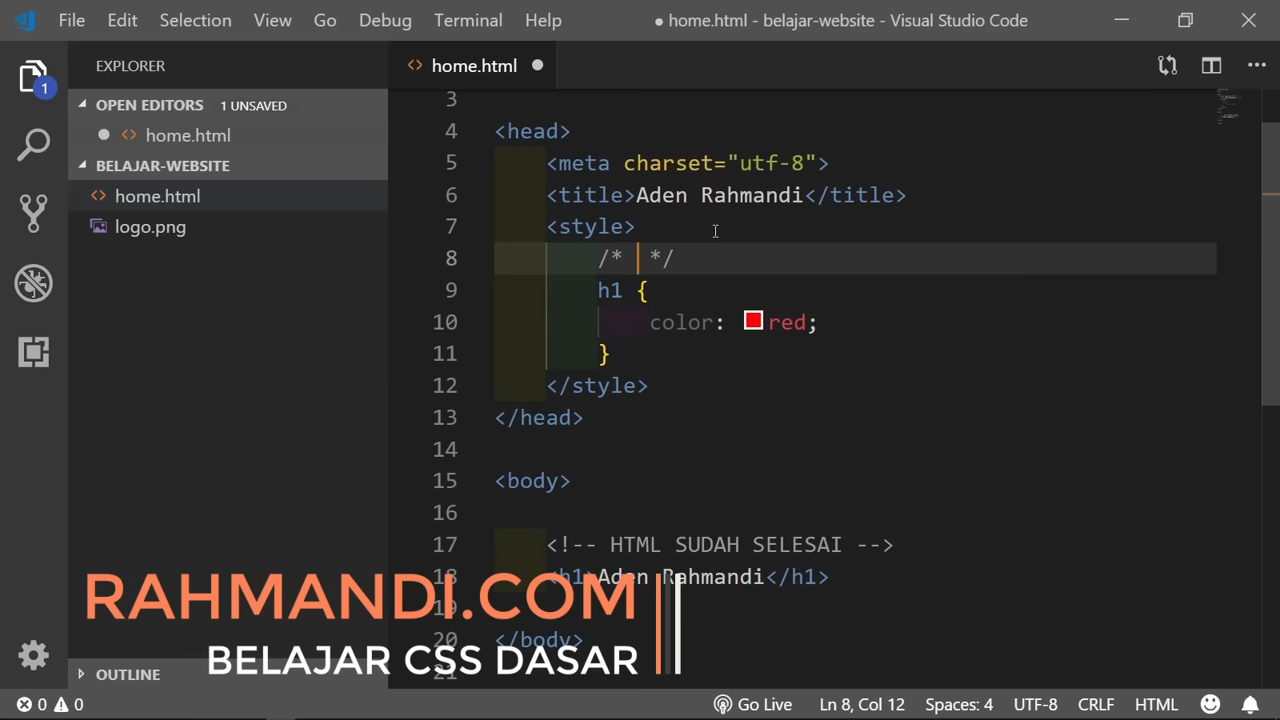 File Edit Selection View Go Debug Terminal Help ● home.html - belajar-website - Visual Studio Code
1
EXPLORER
OPEN EDITORS 1 UNSAVED
home.html
BELAJAR-WEBSITE
home.html
logo.png
OUTLINE
home.html
3
4 <head>
5 <meta charset="utf-8">
6 <title>Aden Rahmandi</title>
7 <style>
8 /* */
9 h1 {
10 color: red;
11 }
12 </style>
13 </head>
14
15 <body>
16
17 <!-- HTML SUDAH SELESAI -->
18 <h1>Aden Rahmandi</h1>
19
20 </body>
21
RAHMANDI.COM
BELAJAR CSS DASAR
0 0 Go Live Ln 8, Col 12 Spaces: 4 UTF-8 CRLF HTML